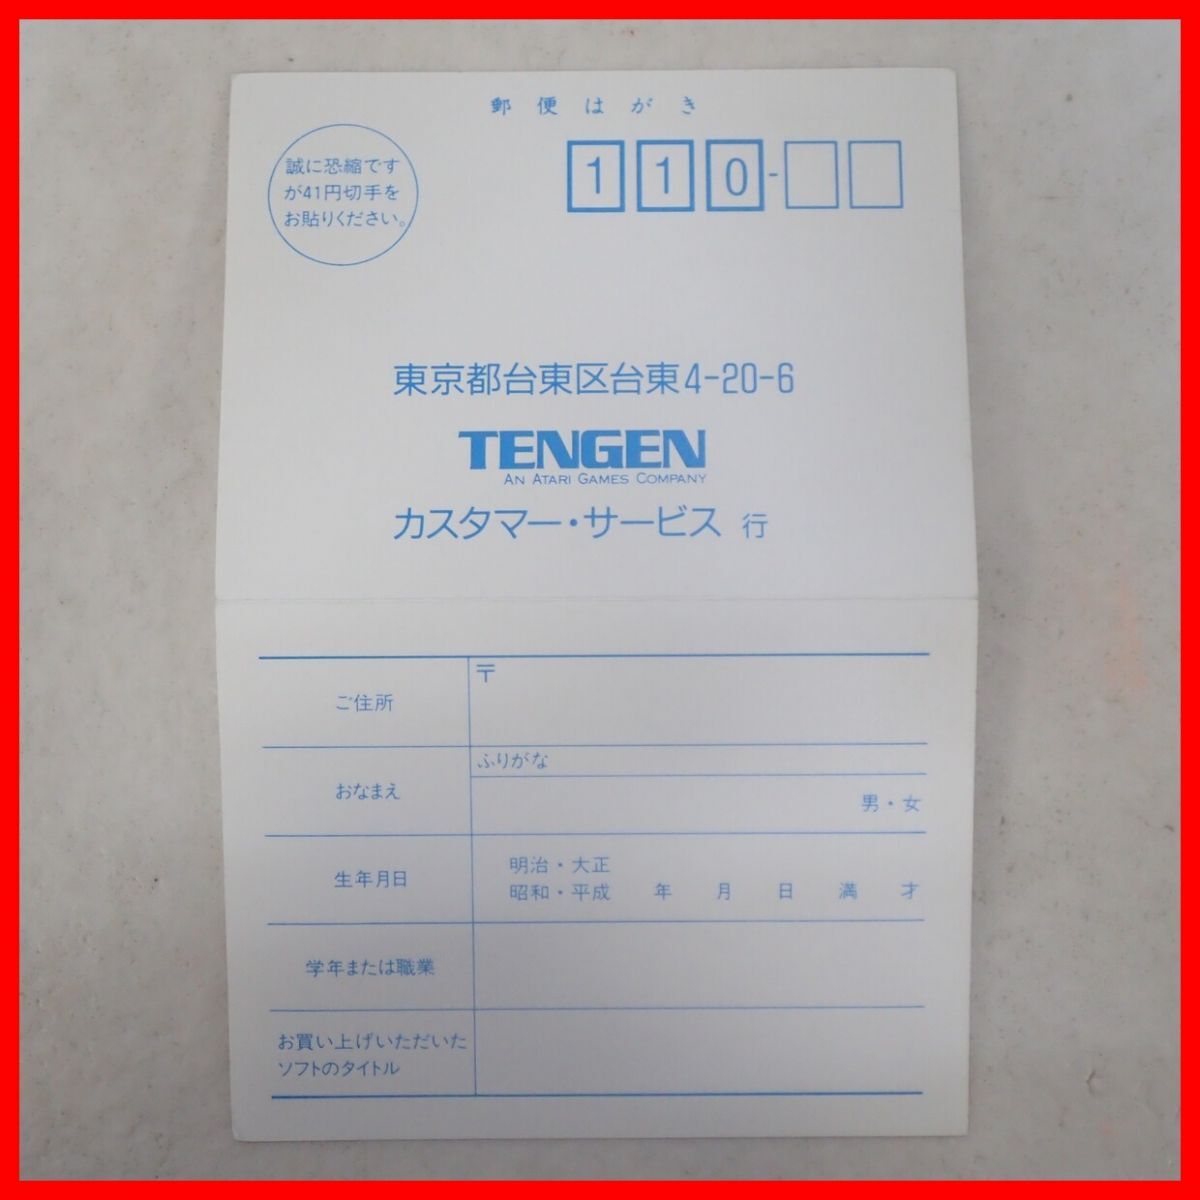 郵便はがき
誠に恐縮です
が41円切手を
お貼りください。
110-
東京都台東区台東4-20-6
TENGEN
AN ATARI GAMES COMPANY
カスタマー・サービス 行
ご住所
〒
おなまえ
ふりがな
男・女
生年月日
明治・大正
昭和・平成 年 月 日 満 才
学年または職業
お買い上げいただいた
ソフトのタイトル